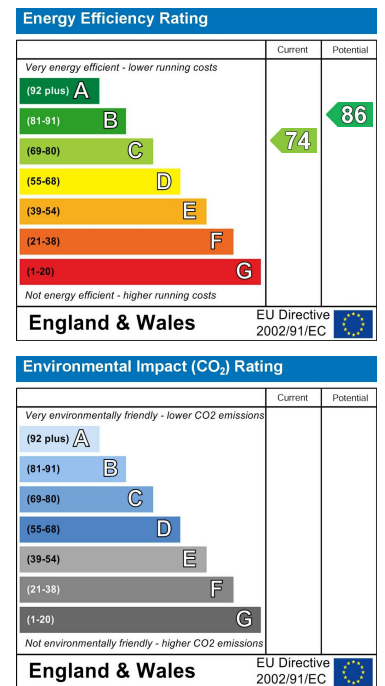 Energy Efficiency Rating
Current Potential
Very energy efficient - lower running costs
(92 plus) A
(81-91) B
(69-80) C
(55-68) D
(39-54) E
(21-38) F
(1-20) G
74
86
Not energy efficient - higher running costs
England & Wales
EU Directive
2002/91/EC
Environmental Impact (CO₂) Rating
Current Potential
Very environmentally friendly - lower CO2 emissions
(92 plus) A
(81-91) B
(69-80) C
(55-68) D
(39-54) E
(21-38) F
(1-20) G
Not environmentally friendly - higher CO2 emissions
England & Wales
EU Directive
2002/91/EC